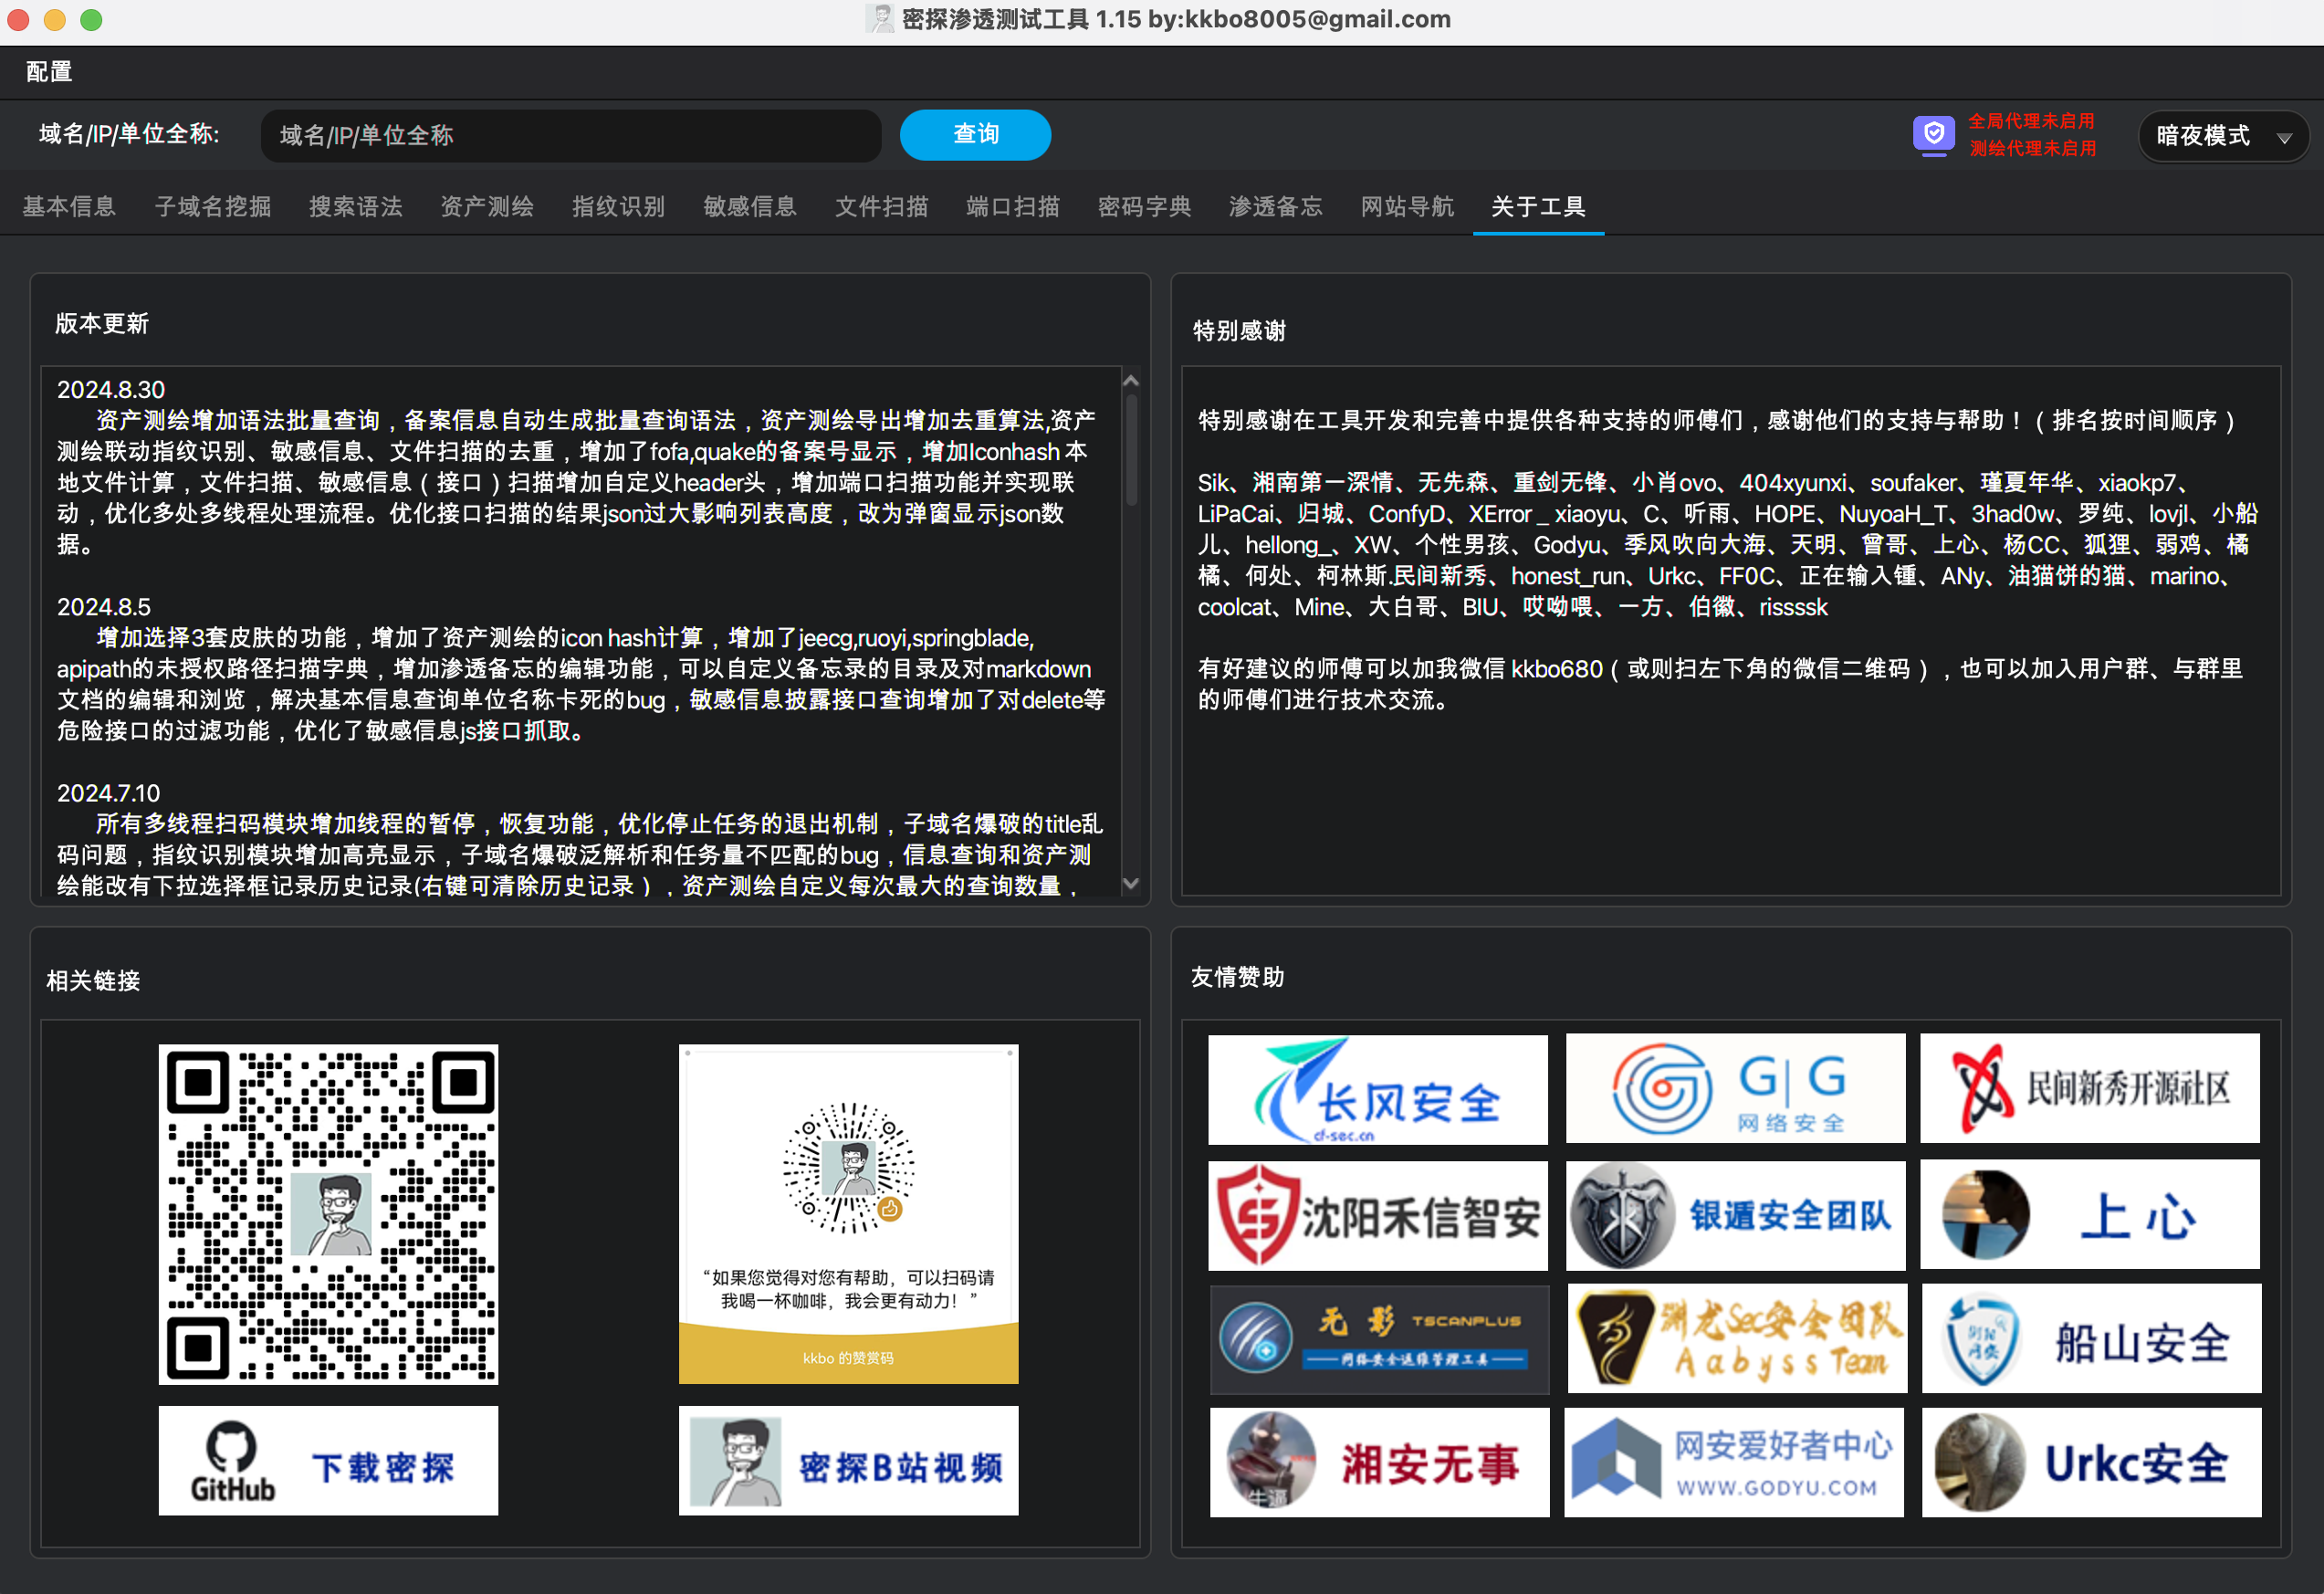 密探渗透测试工具 1.15 by:kkbo8005@gmail.com
配置
域名/IP/单位全称:
域名/IP/单位全称
查询
全局代理未启用
测绘代理未启用
暗夜模式
基本信息 子域名挖掘 搜索语法 资产测绘 指纹识别 敏感信息 文件扫描 端口扫描 密码字典 渗透备忘 网站导航 关于工具
版本更新
2024.8.30
资产测绘增加语法批量查询，备案信息自动生成批量查询语法，资产测绘导出增加去重算法,资产
测绘联动指纹识别、敏感信息、文件扫描的去重，增加了fofa,quake的备案号显示，增加Iconhash 本
地文件计算，文件扫描、敏感信息（接口）扫描增加自定义header头，增加端口扫描功能并实现联
动，优化多处多线程处理流程。优化接口扫描的结果json过大影响列表高度，改为弹窗显示json数
据。
2024.8.5
增加选择3套皮肤的功能，增加了资产测绘的icon hash计算，增加了jeecg,ruoyi,springblade,
apipath的未授权路径扫描字典，增加渗透备忘的编辑功能，可以自定义备忘录的目录及对markdown
文档的编辑和浏览，解决基本信息查询单位名称卡死的bug，敏感信息披露接口查询增加了对delete等
危险接口的过滤功能，优化了敏感信息js接口抓取。
2024.7.10
所有多线程扫码模块增加线程的暂停，恢复功能，优化停止任务的退出机制，子域名爆破的title乱
码问题，指纹识别模块增加高亮显示，子域名爆破泛解析和任务量不匹配的bug，信息查询和资产测
绘能改有下拉选择框记录历史记录(右键可清除历史记录），资产测绘自定义每次最大的查询数量，
特别感谢
特别感谢在工具开发和完善中提供各种支持的师傅们，感谢他们的支持与帮助！（排名按时间顺序）
Sik、湘南第一深情、无先森、重剑无锋、小肖ovo、404xyunxi、soufaker、瑾夏年华、xiaokp7、
LiPaCai、归城、ConfyD、XError _ xiaoyu、C、听雨、HOPE、NuyoaH_T、3had0w、罗纯、lovjl、小船
儿、hellong_、XW、个性男孩、Godyu、季风吹向大海、天明、曾哥、上心、杨CC、狐狸、弱鸡、橘
橘、何处、柯林斯.民间新秀、honest_run、Urkc、FF0C、正在输入锺、ANy、油猫饼的猫、marino、
coolcat、Mine、大白哥、BIU、哎呦喂、一方、伯徽、rissssk
有好建议的师傅可以加我微信 kkbo680（或则扫左下角的微信二维码），也可以加入用户群、与群里
的师傅们进行技术交流。
相关链接
“如果您觉得对您有帮助，可以扫码请
我喝一杯咖啡，我会更有动力！”
kkbo 的赞赏码
GitHub 下载密探
密探B站视频
友情赞助
长风安全
cf-sec.cn
G|G
网络安全
民间新秀开源社区
沈阳禾信智安
银遁安全团队
上心
无影 TSCANPLUS
网络安全运维管理工具
渊龙Sec安全团队
Aabyss Team
船山安全
牛逼
湘安无事
网安爱好者中心
WWW.GODYU.COM
Urkc安全